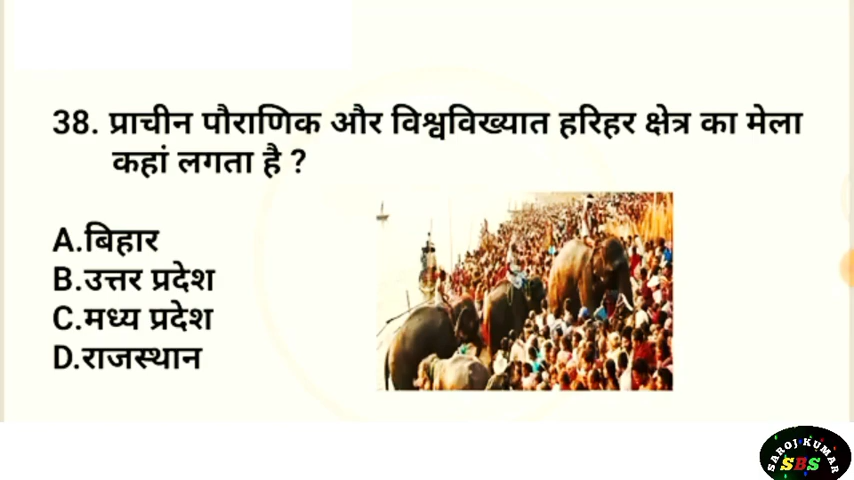 38. प्राचीन पौराणिक और विश्वविख्यात हरिहर क्षेत्र का मेला
कहां लगता है ?
A.बिहार
B.उत्तर प्रदेश
C.मध्य प्रदेश
D.राजस्थान
SAROJ KUMAR
SBS